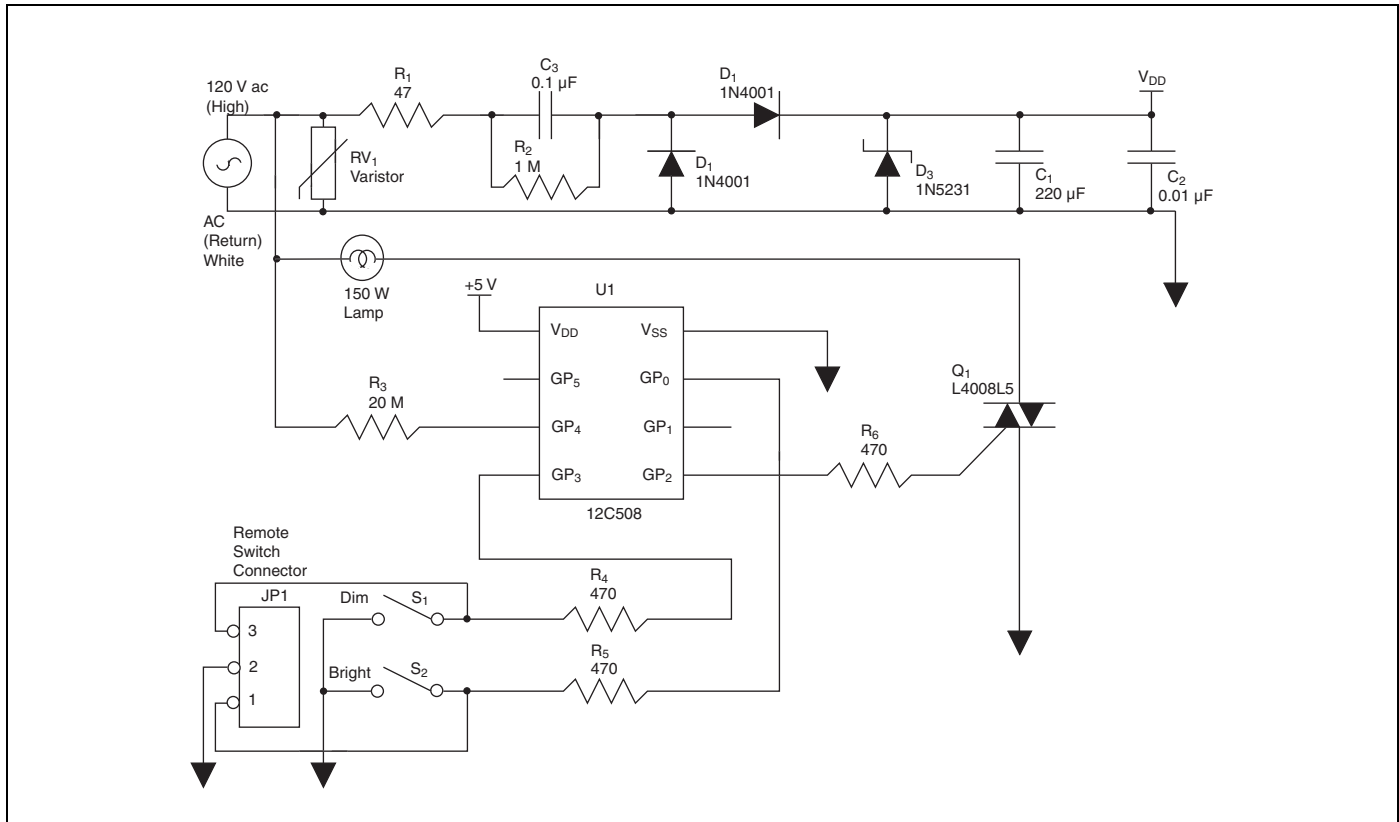 120 V ac
(High)
AC
(Return)
White
RV1
Varistor
R1
47
C3
0.1 µF
R2
1 M
D1
1N4001
D1
1N4001
D3
1N5231
C1
220 µF
VDD
C2
0.01 µF
150 W
Lamp
+5 V
U1
VDD
VSS
GP5
GP0
GP4
GP1
GP3
GP2
12C508
R3
20 M
Q1
L4008L5
R6
470
Remote
Switch
Connector
JP1
3
2
1
Dim
S1
Bright
S2
R4
470
R5
470